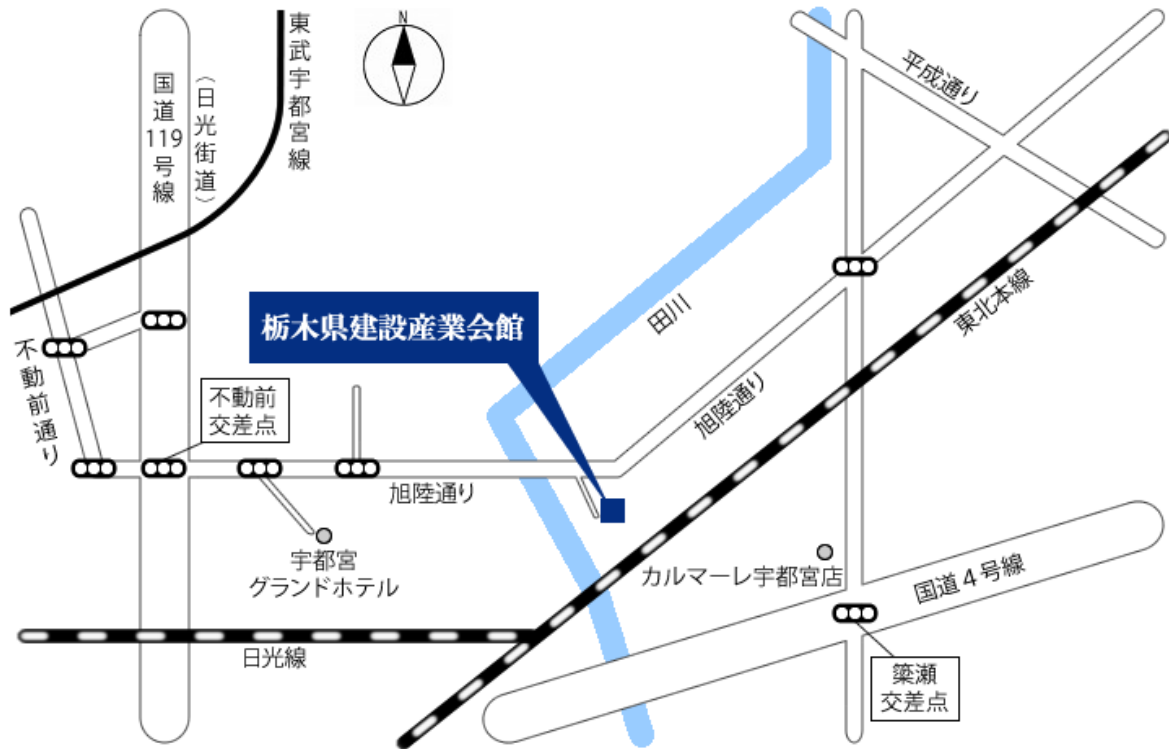 N
東武宇都宮線
国道119号線
（日光街道）
平成通り
田川
東北本線
栃木県建設産業会館
不動前通り
不動前
交差点
旭陸通り
旭陸通り
宇都宮
グランドホテル
カルマーレ宇都宮店
国道4号線
日光線
簗瀬
交差点